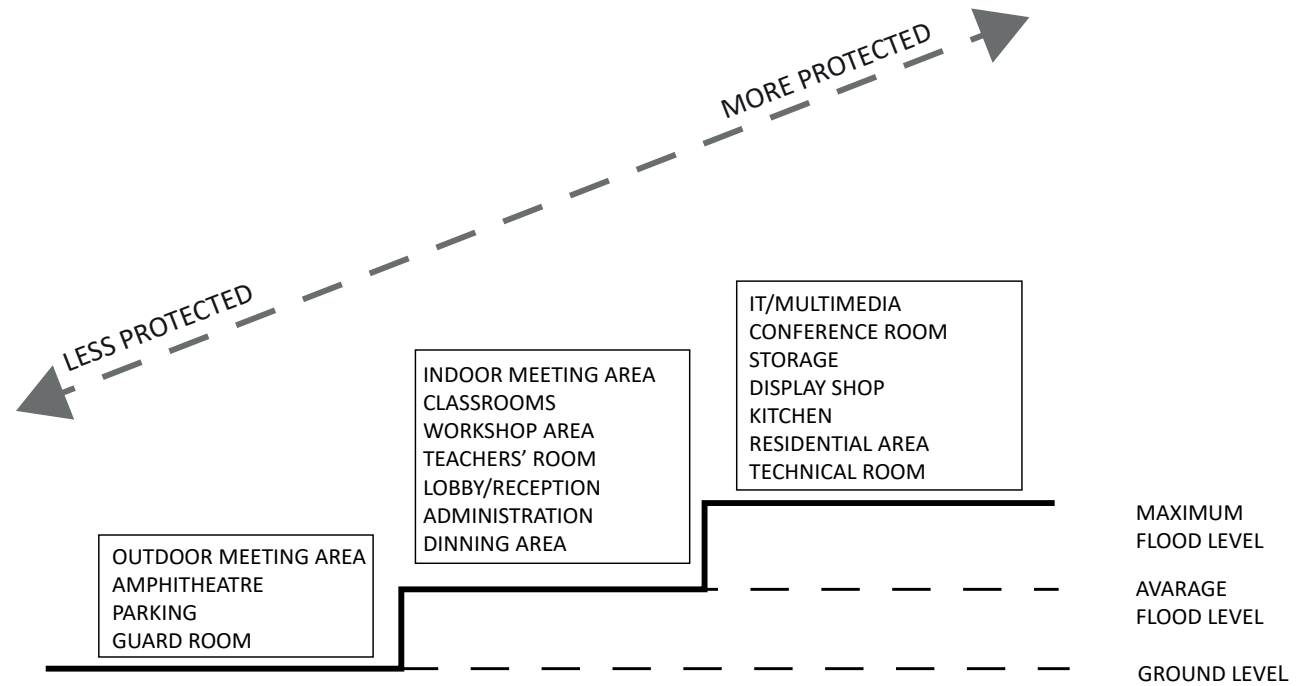 MORE PROTECTED
LESS PROTECTED
IT/MULTIMEDIA
CONFERENCE ROOM
STORAGE
DISPLAY SHOP
KITCHEN
RESIDENTIAL AREA
TECHNICAL ROOM
INDOOR MEETING AREA
CLASSROOMS
WORKSHOP AREA
TEACHERS’ ROOM
LOBBY/RECEPTION
ADMINISTRATION
DINNING AREA
OUTDOOR MEETING AREA
AMPHITHEATRE
PARKING
GUARD ROOM
MAXIMUM
FLOOD LEVEL
AVARAGE
FLOOD LEVEL
GROUND LEVEL